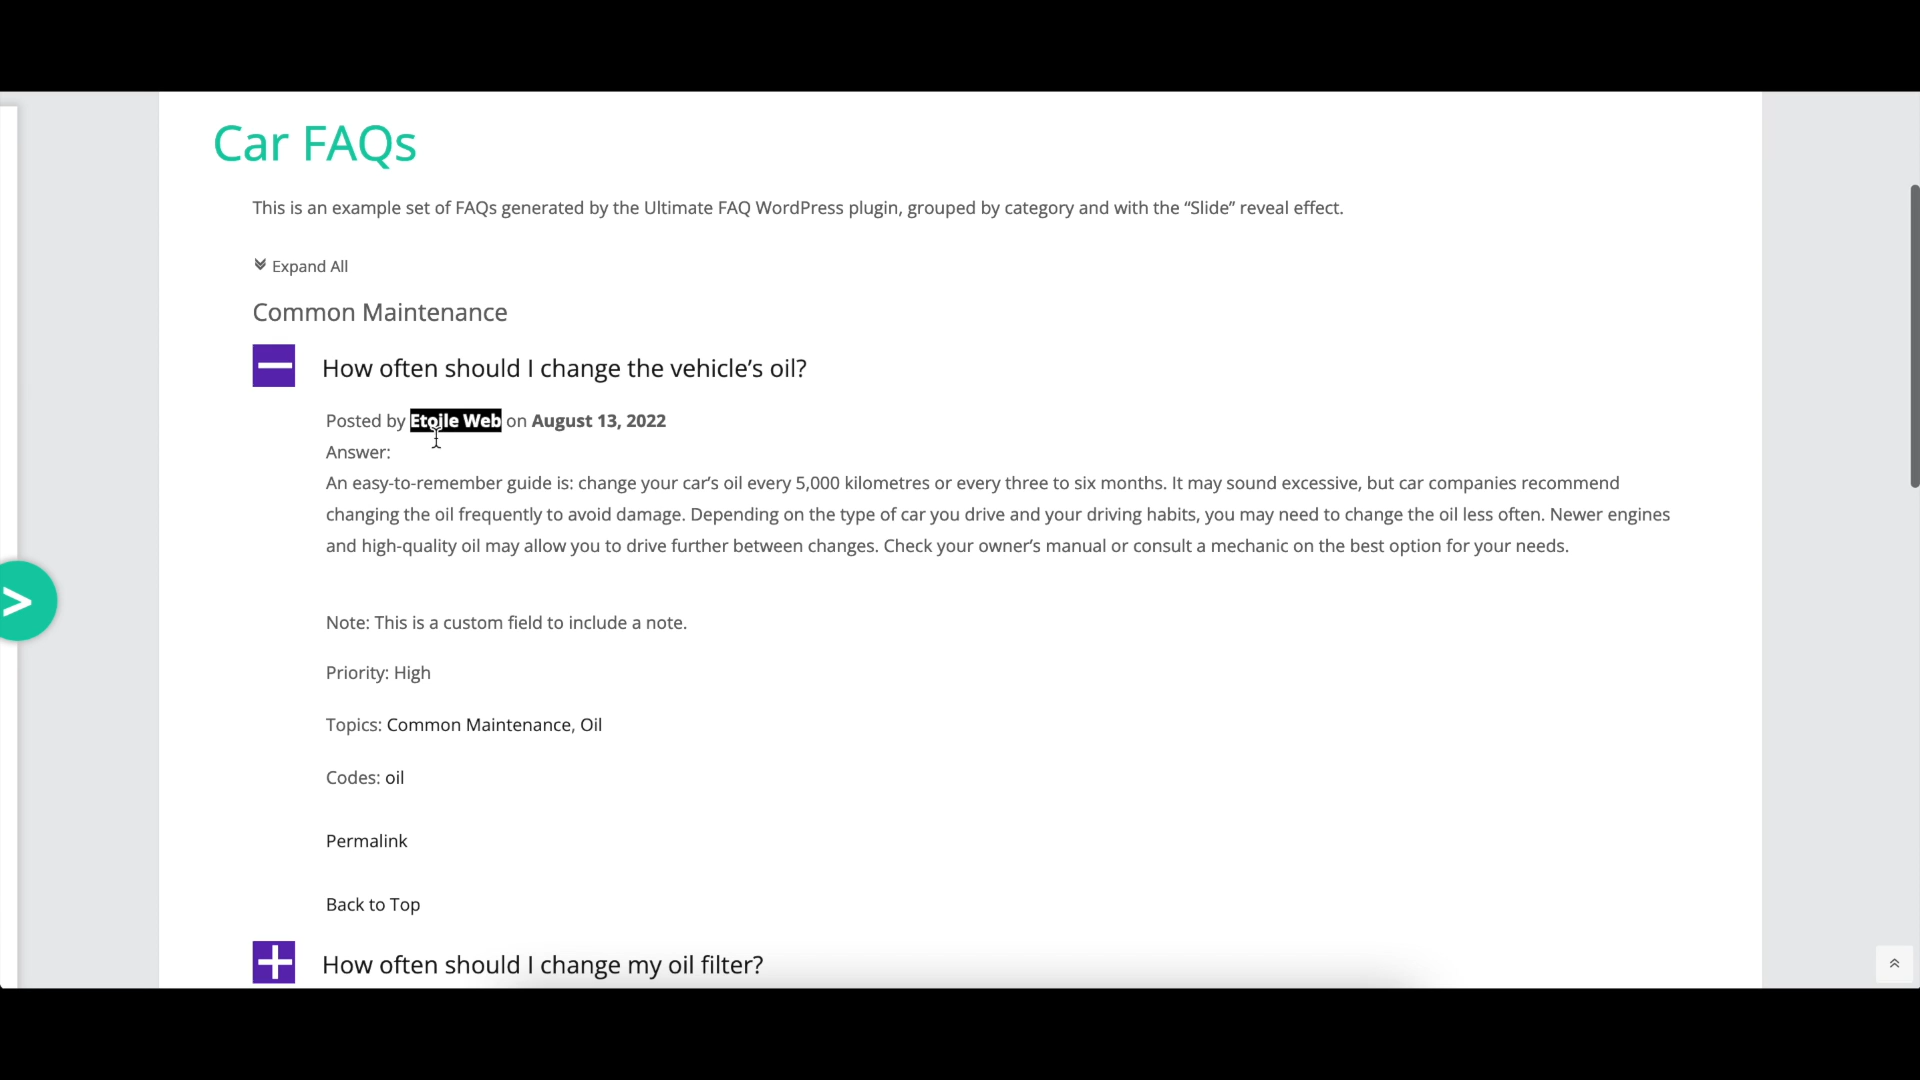 Car FAQs
This is an example set of FAQs generated by the Ultimate FAQ WordPress plugin, grouped by category and with the “Slide” reveal effect.
Expand All
Common Maintenance
How often should I change the vehicle’s oil?
Posted by Etoile Web on August 13, 2022
Answer:
An easy-to-remember guide is: change your car’s oil every 5,000 kilometres or every three to six months. It may sound excessive, but car companies recommend
changing the oil frequently to avoid damage. Depending on the type of car you drive and your driving habits, you may need to change the oil less often. Newer engines
and high-quality oil may allow you to drive further between changes. Check your owner’s manual or consult a mechanic on the best option for your needs.
Note: This is a custom field to include a note.
Priority: High
Topics: Common Maintenance, Oil
Codes: oil
Permalink
Back to Top
How often should I change my oil filter?